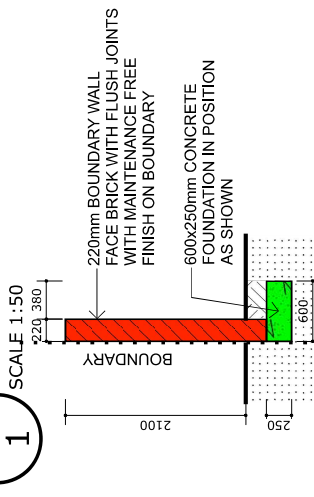 1
SCALE 1:50
220
380
220mm BOUNDARY WALL
FACE BRICK WITH FLUSH JOINTS
WITH MAINTENANCE FREE
FINISH ON BOUNDARY
600x250mm CONCRETE
FOUNDATION IN POSITION
AS SHOWN
BOUNDARY
2100
250
600